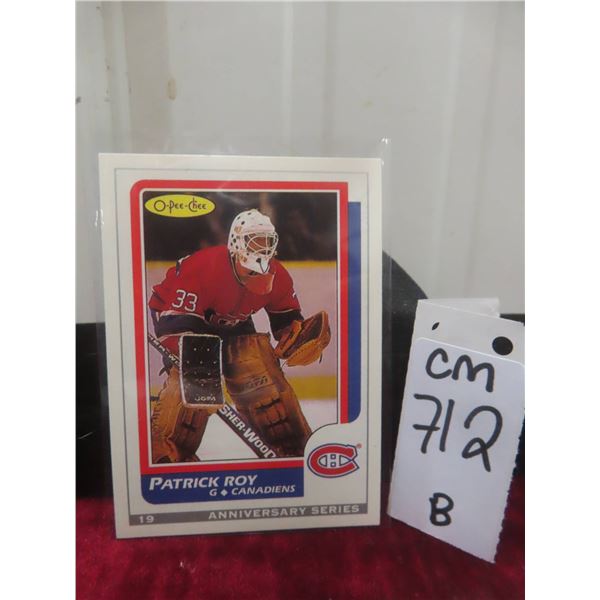 O-Pee-Chee
33
SHER-WOOD
PATRICK ROY
G ♦ CANADIENS
19 ANNIVERSARY SERIES
CM
712
B